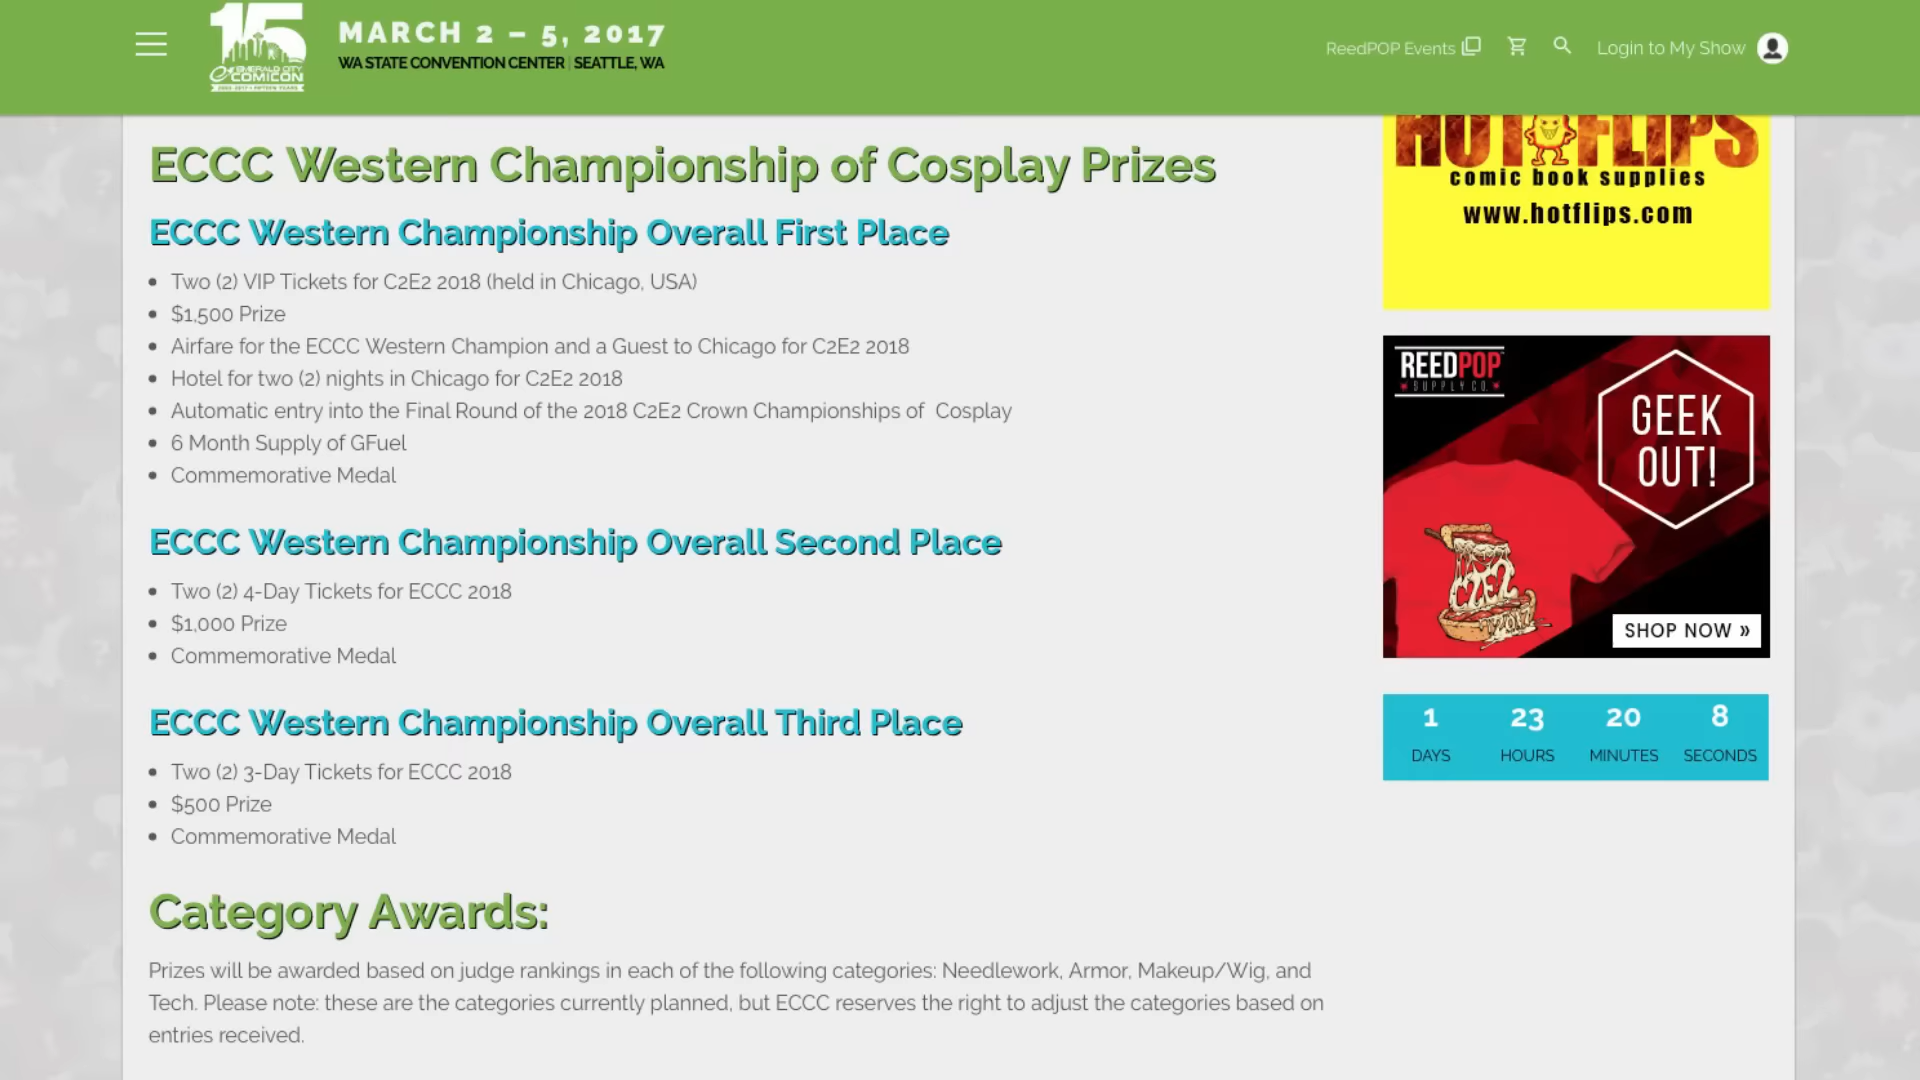 15
EMERALD CITY
COMICON
MARCH 2 – 5, 2017
WA STATE CONVENTION CENTER | SEATTLE, WA
ReedPOP Events
Login to My Show
ECCC Western Championship of Cosplay Prizes
ECCC Western Championship Overall First Place
Two (2) VIP Tickets for C2E2 2018 (held in Chicago, USA)
$1,500 Prize
Airfare for the ECCC Western Champion and a Guest to Chicago for C2E2 2018
Hotel for two (2) nights in Chicago for C2E2 2018
Automatic entry into the Final Round of the 2018 C2E2 Crown Championships of Cosplay
6 Month Supply of GFuel
Commemorative Medal
ECCC Western Championship Overall Second Place
Two (2) 4-Day Tickets for ECCC 2018
$1,000 Prize
Commemorative Medal
ECCC Western Championship Overall Third Place
Two (2) 3-Day Tickets for ECCC 2018
$500 Prize
Commemorative Medal
Category Awards:
Prizes will be awarded based on judge rankings in each of the following categories: Needlework, Armor, Makeup/Wig, and
Tech. Please note: these are the categories currently planned, but ECCC reserves the right to adjust the categories based on
entries received.
HOT FLIPS
comic book supplies
www.hotflips.com
REEDPOP
SUPPLY CO.
GEEK
OUT!
C2E2
2017
SHOP NOW »
1 23 20 8
DAYS HOURS MINUTES SECONDS